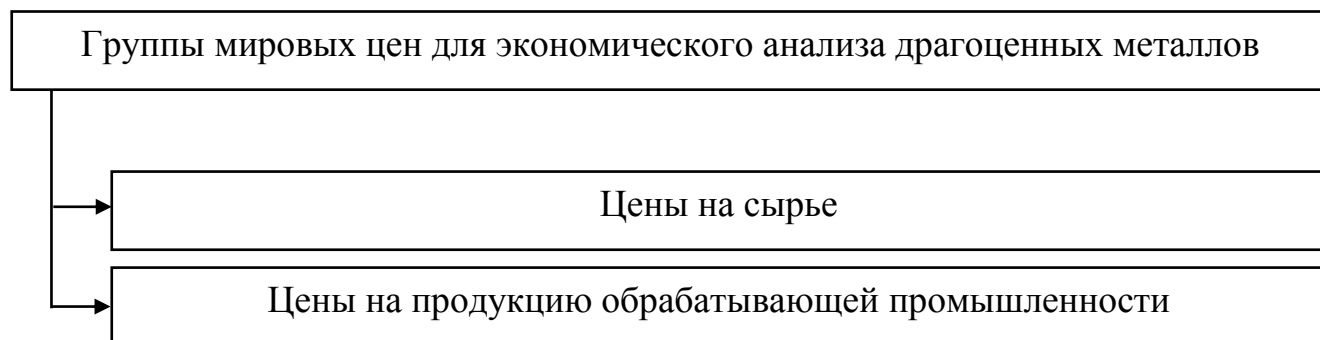 Группы мировых цен для экономического анализа драгоценных металлов
Цены на сырье
Цены на продукцию обрабатывающей промышленности